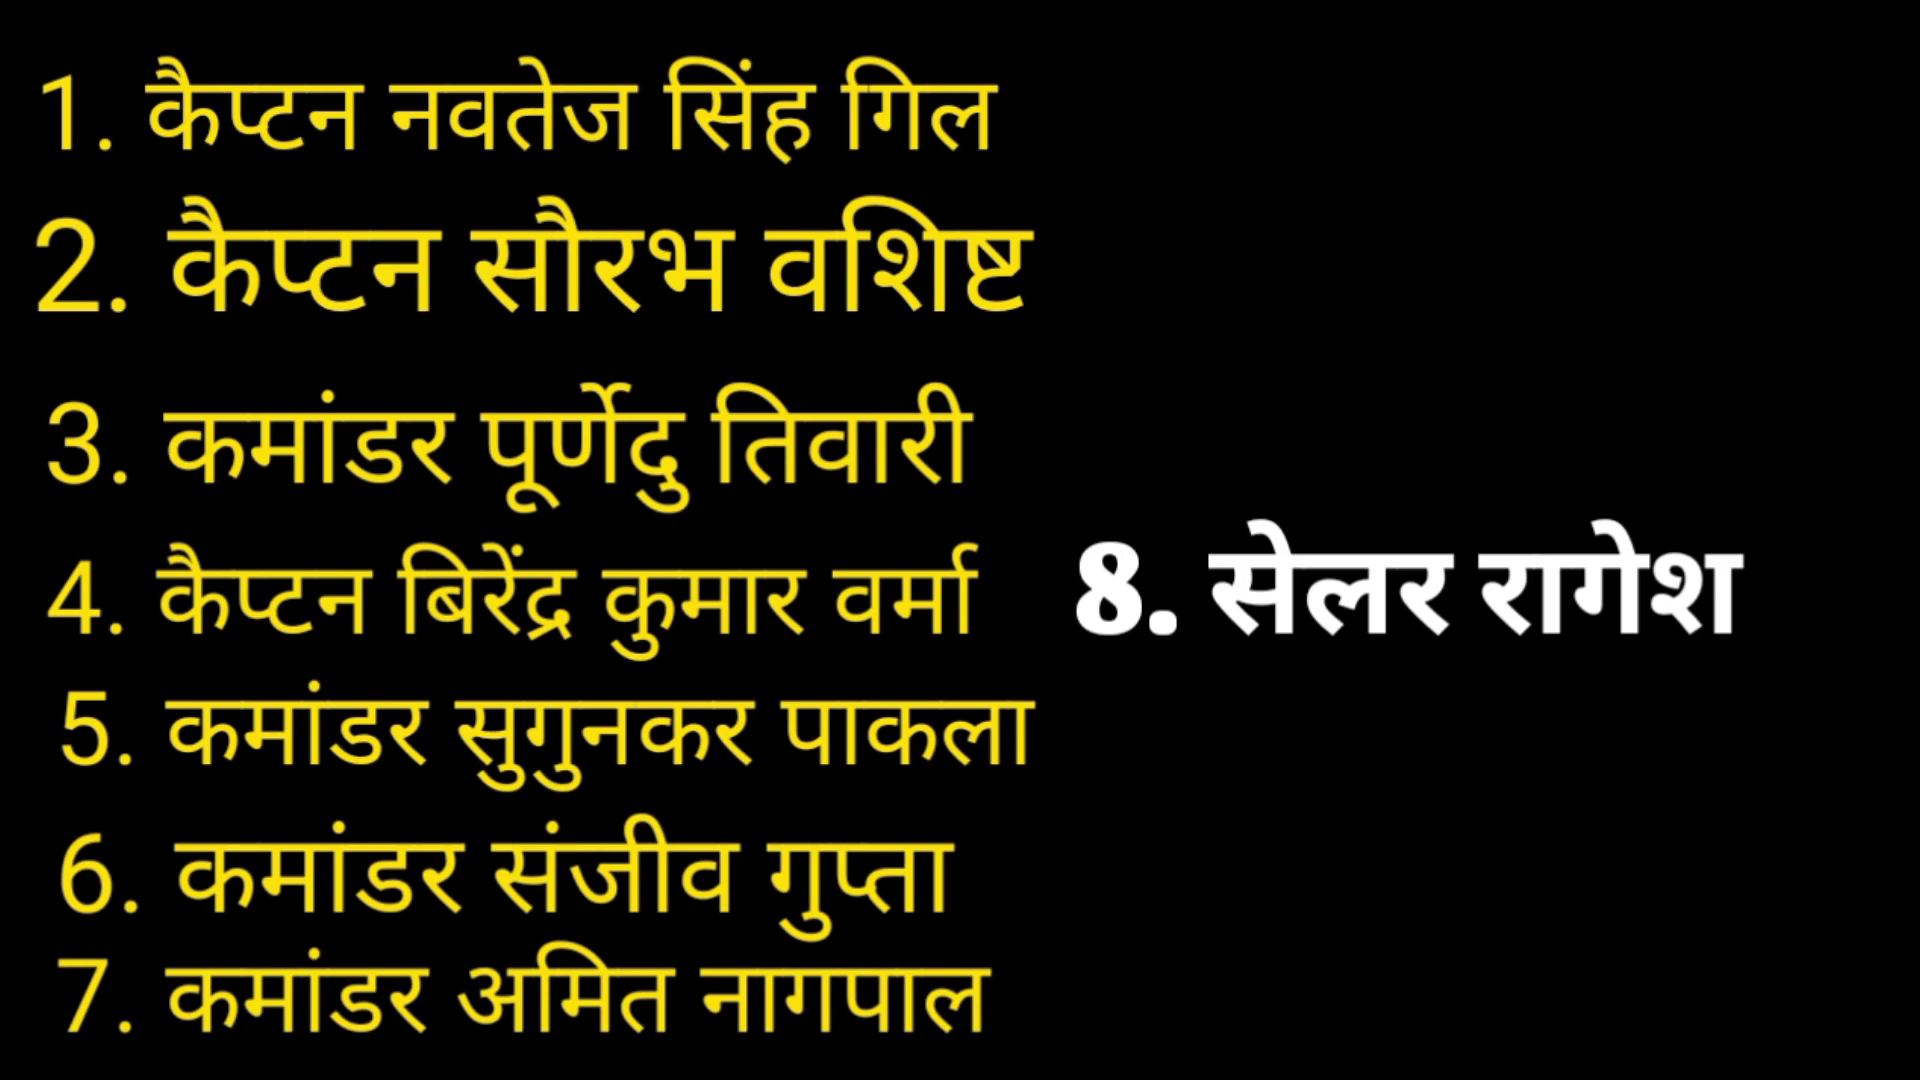 1. कैप्टन नवतेज सिंह गिल
2. कैप्टन सौरभ वशिष्ट
3. कमांडर पूर्णेदु तिवारी
4. कैप्टन बिरेंद्र कुमार वर्मा
8. सेलर रागेश
5. कमांडर सुगुनकर पाकला
6. कमांडर संजीव गुप्ता
7. कमांडर अमित नागपाल